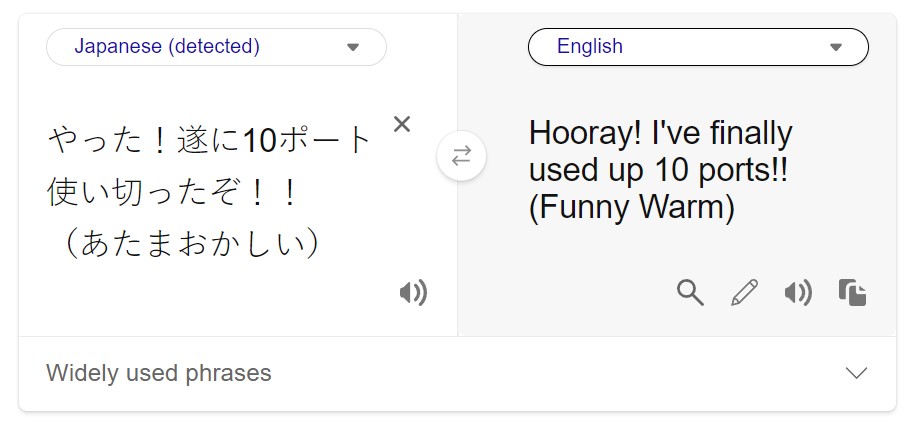 Japanese (detected)
English
やった！遂に10ポート
使い切ったぞ！！
（あたまおかしい）
Hooray! I've finally
used up 10 ports!!
(Funny Warm)
Widely used phrases